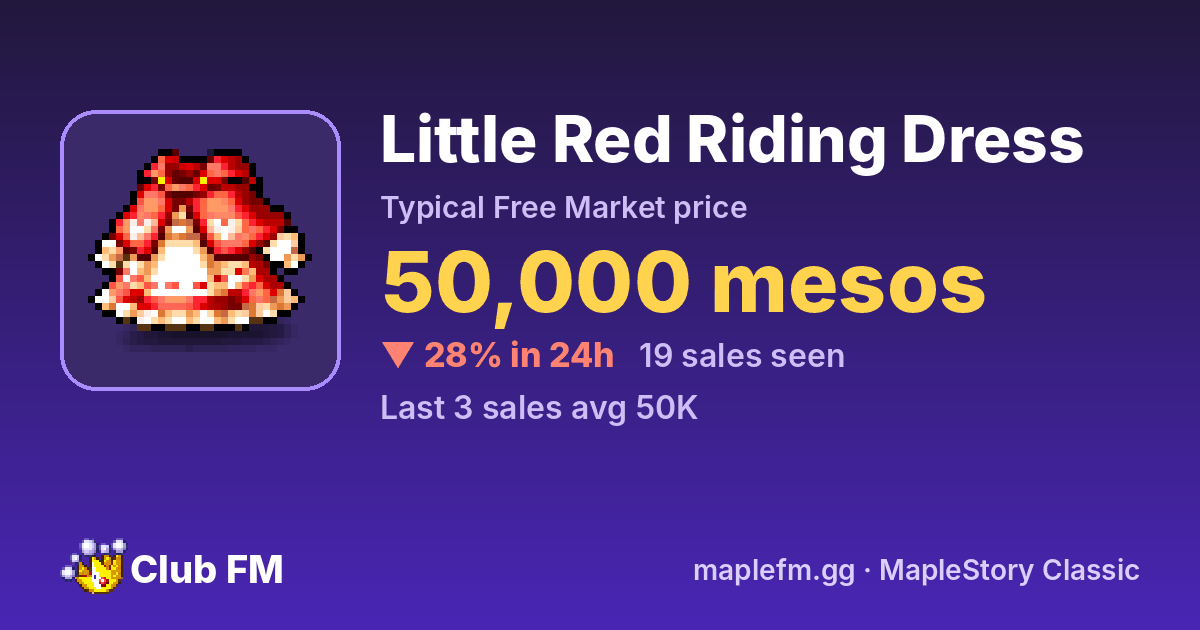 Little Red Riding Dress
Typical Free Market price
50,000 mesos
▼ 28% in 24h 19 sales seen
Last 3 sales avg 50K
Club FM
maplefm.gg · MapleStory Classic